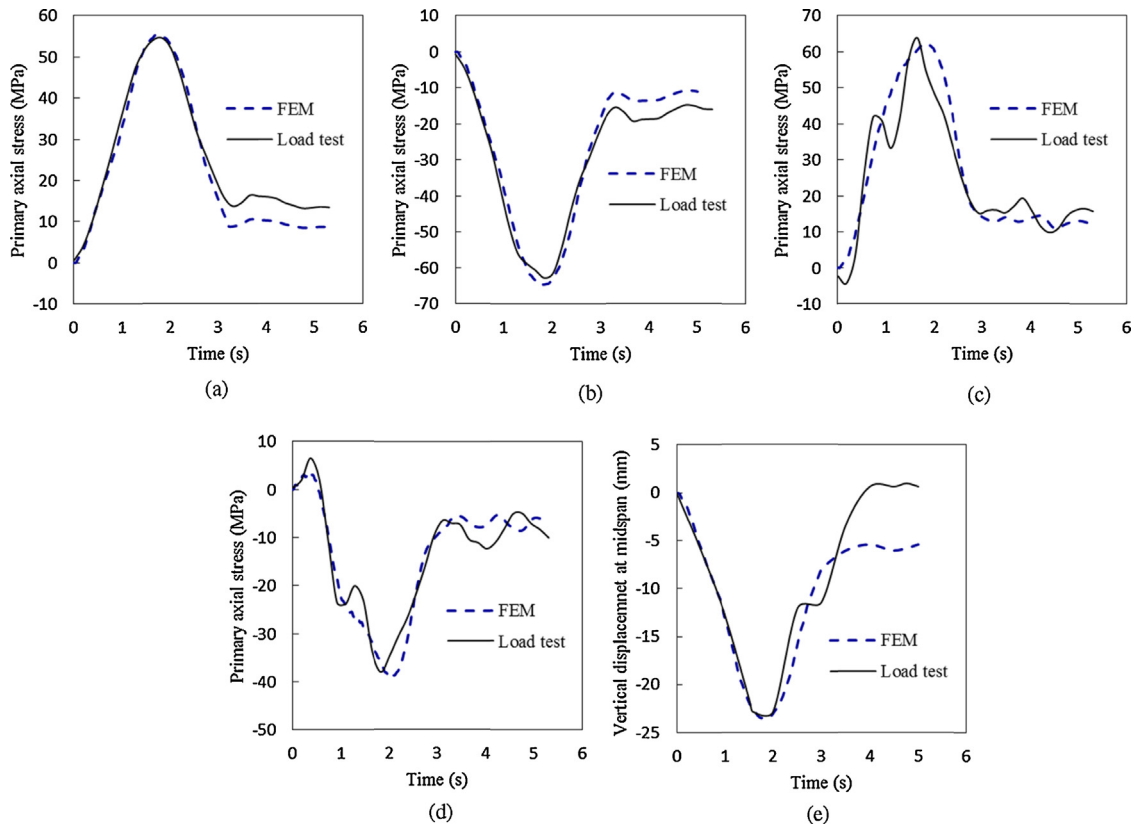 60
50
40
30
20
10
0
-10
Primary axial stress (MPa)
FEM
Load test
0 1 2 3 4 5 6
Time (s)
(a)
0
-10
-20
-30
-40
-50
-60
-70
Primary axial stress (MPa)
FEM
Load test
0 1 2 3 4 5 6
Time (s)
(b)
70
60
50
40
30
20
10
0
-10
Primary axial stress (MPa)
FEM
Load test
0 1 2 3 4 5 6
Time (s)
(c)
10
0
-10
-20
-30
-40
-50
Primary axial stress (MPa)
FEM
Load test
0 1 2 3 4 5 6
Time (s)
(d)
5
0
-5
-10
-15
-20
-25
Vertical displacemnet at midspan (mm)
FEM
Load test
0 1 2 3 4 5 6
Time (s)
(e)